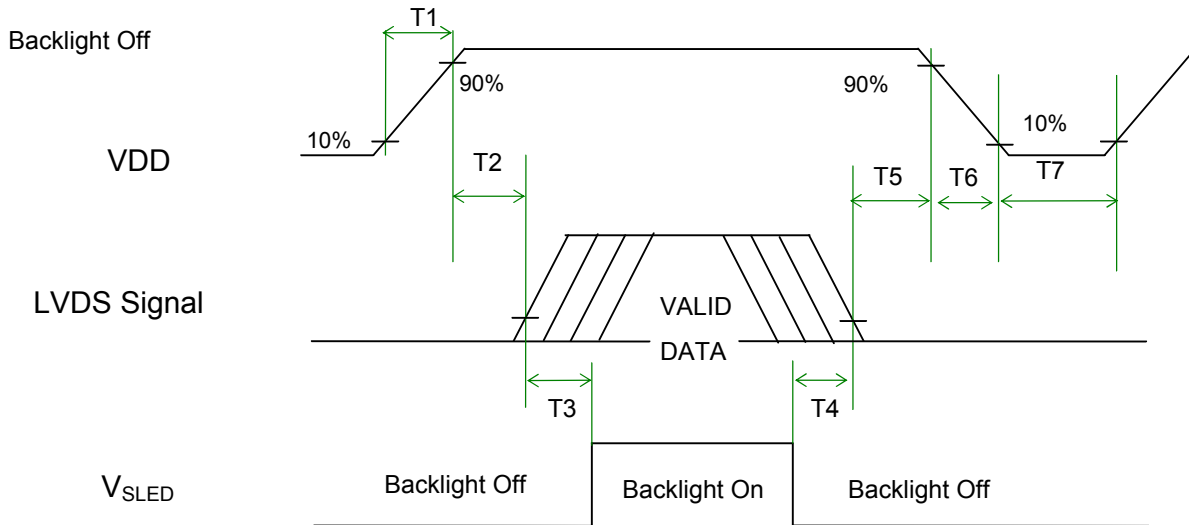 T1
Backlight Off
90%
90%
10%
10%
VDD
T2
T5
T6
T7
LVDS Signal
VALID
DATA
T3
T4
VSLED
Backlight Off
Backlight On
Backlight Off